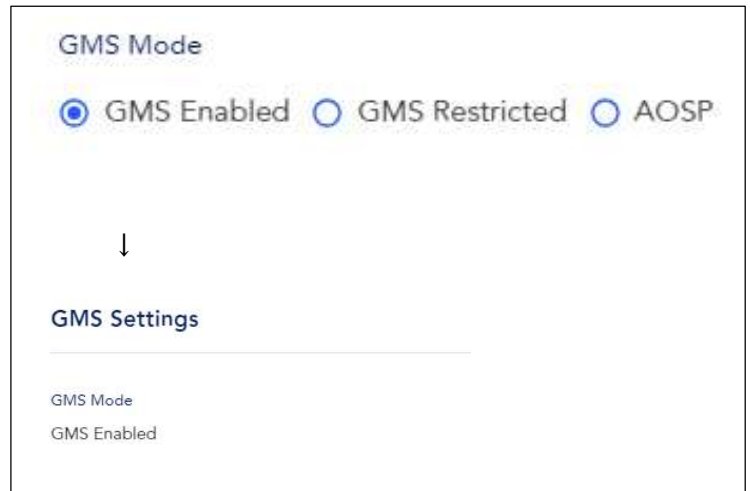 GMS Mode
GMS Enabled GMS Restricted AOSP
↓
GMS Settings
GMS Mode
GMS Enabled